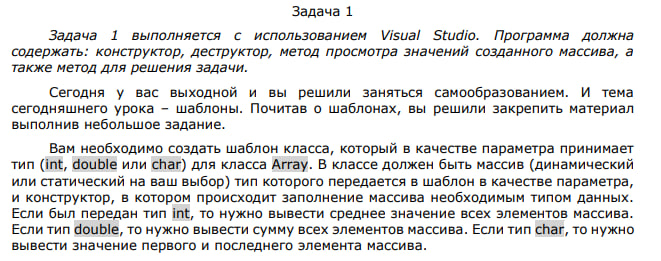 Задача 1
Задача 1 выполняется с использованием Visual Studio. Программа должна
содержать: конструктор, деструктор, метод просмотра значений созданного массива, а
также метод для решения задачи.
Сегодня у вас выходной и вы решили заняться самообразованием. И тема
сегодняшнего урока – шаблоны. Почитав о шаблонах, вы решили закрепить материал
выполнив небольшое задание.
Вам необходимо создать шаблон класса, который в качестве параметра принимает
тип (int, double или char) для класса Array. В классе должен быть массив (динамический
или статический на ваш выбор) тип которого передается в шаблон в качестве параметра,
и конструктор, в котором происходит заполнение массива необходимым типом данных.
Если был передан тип int, то нужно вывести среднее значение всех элементов массива.
Если тип double, то нужно вывести сумму всех элементов массива. Если тип char, то нужно
вывести значение первого и последнего элемента массива.